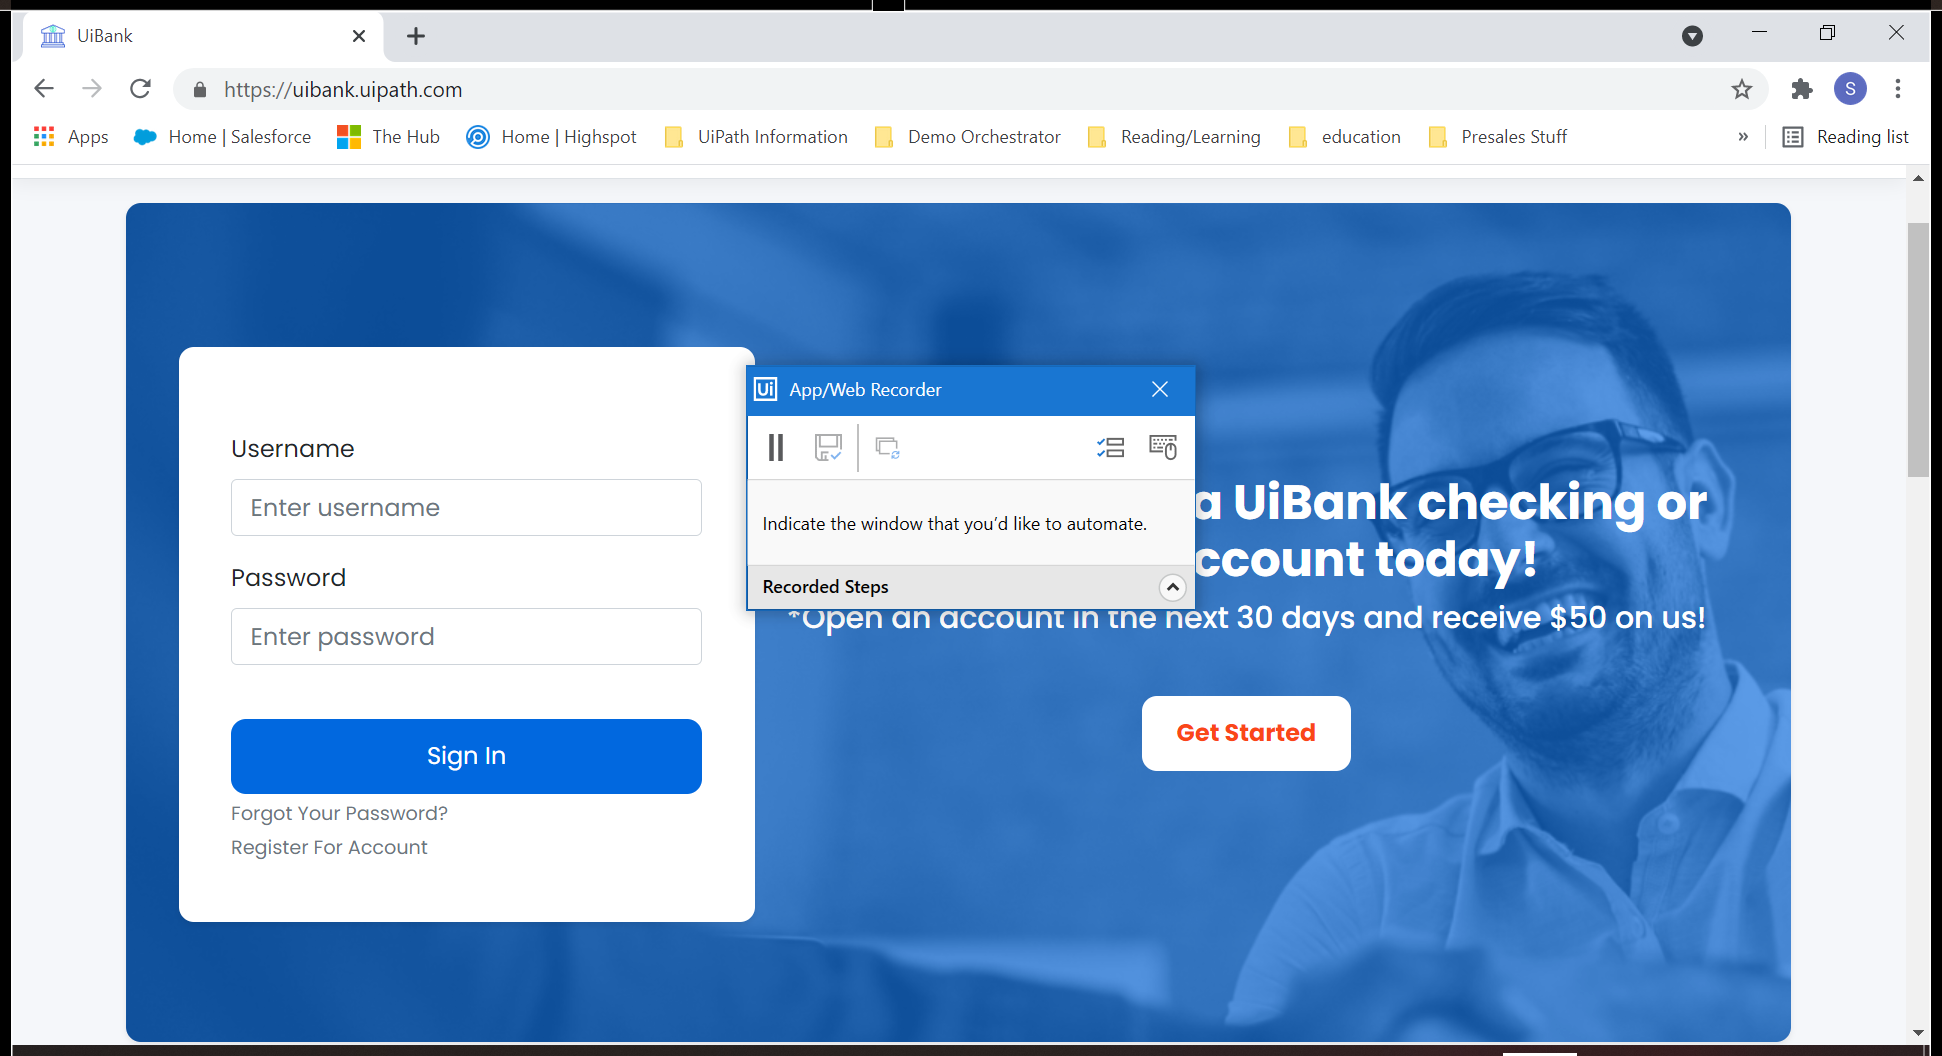 UiBank
https://uibank.uipath.com
S
Apps
Home | Salesforce
The Hub
Home | Highspot
UiPath Information
Demo Orchestrator
Reading/Learning
education
Presales Stuff
»
Reading list
Username
Enter username
Password
Enter password
Sign In
Forgot Your Password?
Register For Account
Ui App/Web Recorder
Indicate the window that you'd like to automate.
Recorded Steps
a UiBank checking or
ccount today!
*Open an account in the next 30 days and receive $50 on us!
Get Started